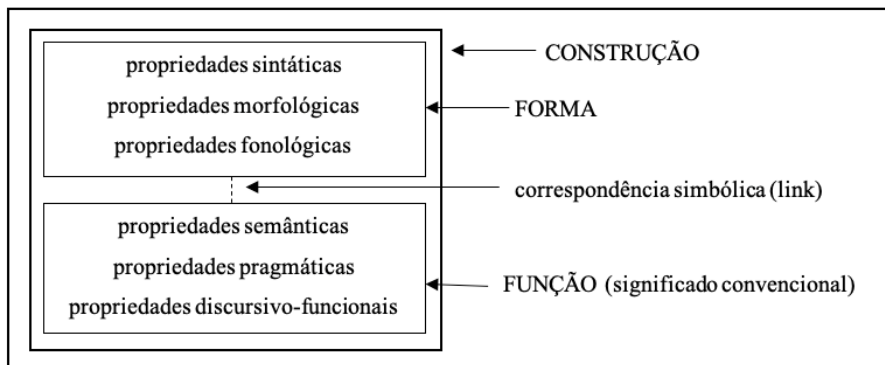 CONSTRUÇÃO
propriedades sintáticas
propriedades morfológicas
FORMA
propriedades fonológicas
correspondência simbólica (link)
propriedades semânticas
propriedades pragmáticas
FUNÇÃO (significado convencional)
propriedades discursivo-funcionais